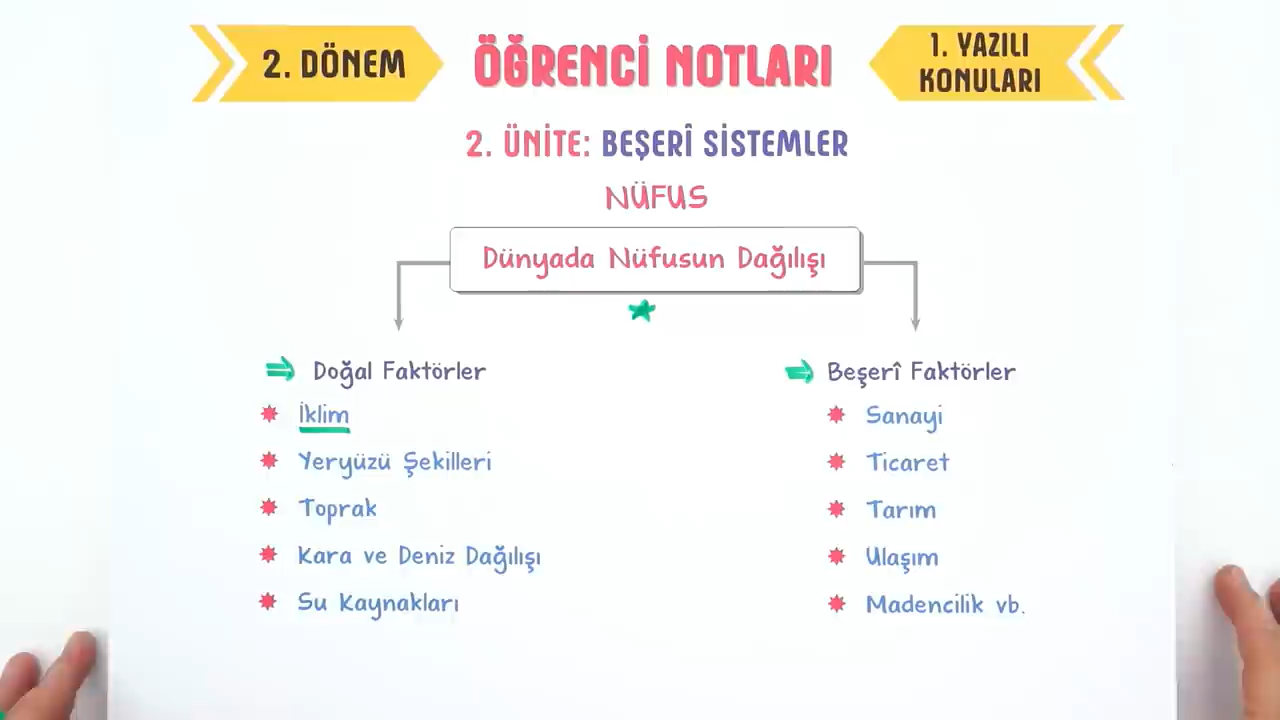 2. DÖNEM
ÖĞRENCİ NOTLARI
1. YAZILI
KONULARI
2. ÜNİTE: BEŞERÎ SİSTEMLER
NÜFUS
Dünyada Nüfusun Dağılışı
Doğal Faktörler
İklim
Yeryüzü Şekilleri
Toprak
Kara ve Deniz Dağılışı
Su Kaynakları
Beşerî Faktörler
Sanayi
Ticaret
Tarım
Ulaşım
Madencilik vb.